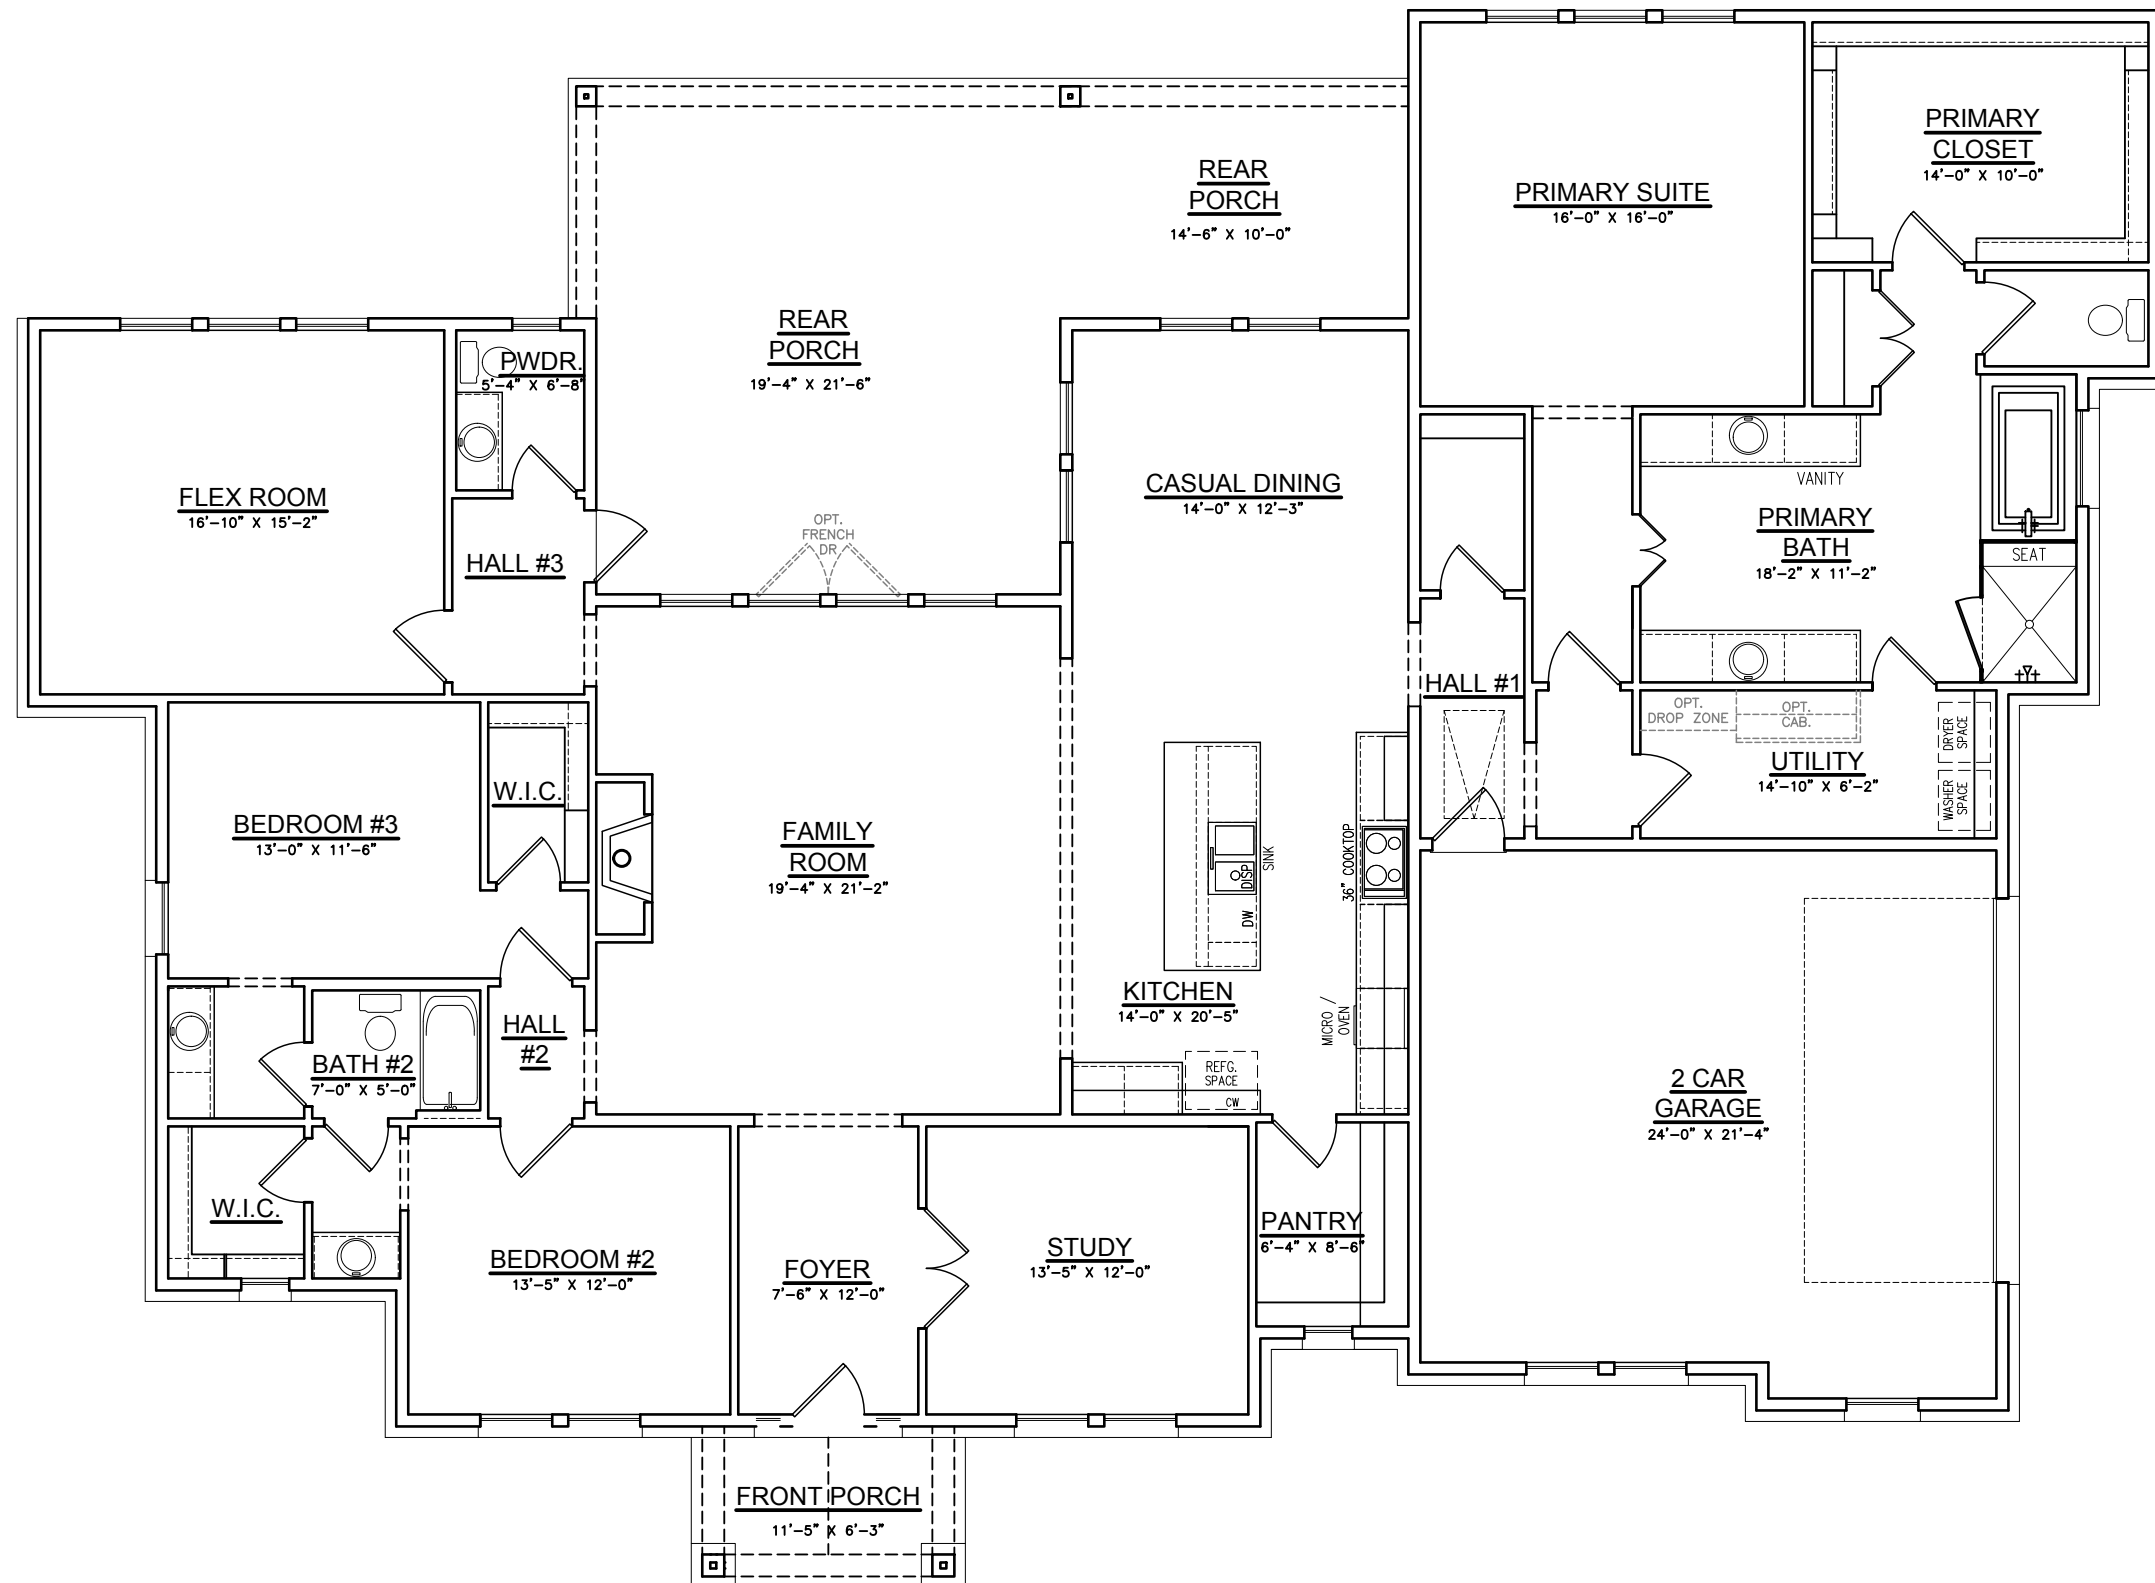 PRIMARY
CLOSET
14'-0" X 10'-0"
REAR
PORCH
14'-6" X 10'-0"
PRIMARY SUITE
16'-0" X 16'-0"
REAR
PORCH
19'-4" X 21'-6"
PWDR.
5'-4" X 6'-8"
FLEX ROOM
16'-10" X 15'-2"
CASUAL DINING
14'-0" X 12'-3"
VANITY
PRIMARY
BATH
18'-2" X 11'-2"
SEAT
OPT.
FRENCH
DR
HALL #3
HALL #1
OPT.
DROP ZONE
OPT.
CAB.
DRYER
SPACE
UTILITY
14'-10" X 6'-2"
WASHER
SPACE
W.I.C.
BEDROOM #3
13'-0" X 11'-6"
FAMILY
ROOM
19'-4" X 21'-2"
SINK
DISP
DW
36" COOKTOP
KITCHEN
14'-0" X 20'-5"
MICRO /
OVEN
HALL
#2
BATH #2
7'-0" X 5'-0"
REFG.
SPACE
CW
2 CAR
GARAGE
24'-0" X 21'-4"
W.I.C.
BEDROOM #2
13'-5" X 12'-0"
FOYER
7'-6" X 12'-0"
STUDY
13'-5" X 12'-0"
PANTRY
6'-4" X 8'-6"
FRONT PORCH
11'-5" X 6'-3"